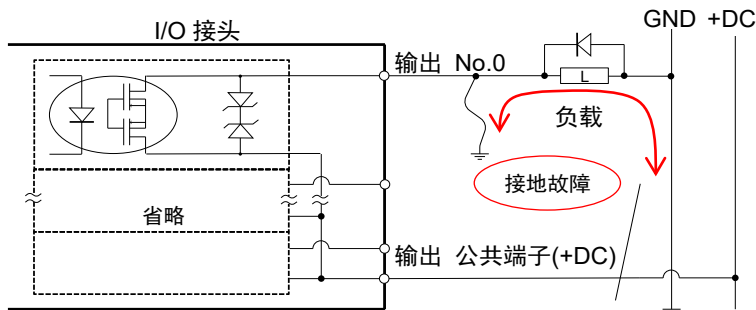 I/O 接头
GND +DC
输出 No.0
L
负载
接地故障
省略
输出 公共端子(+DC)